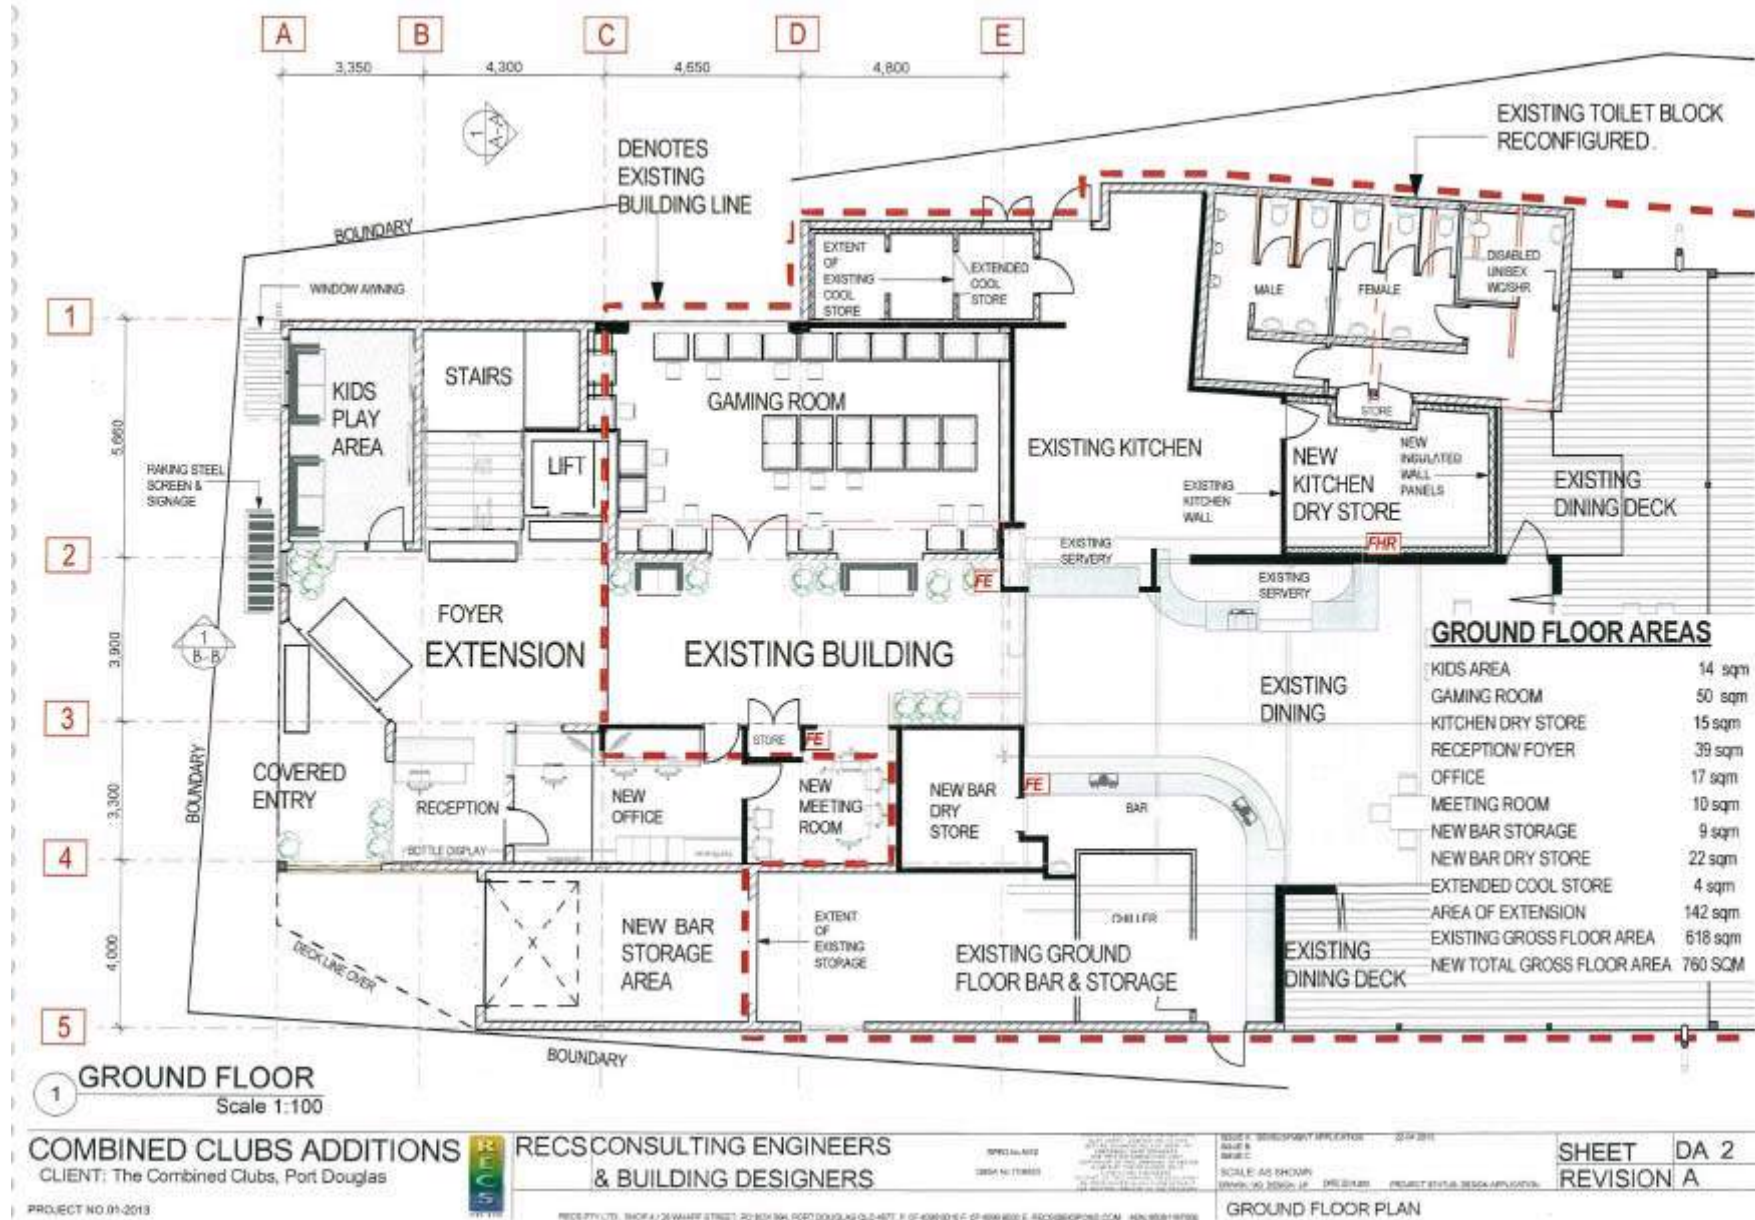 A
B
C
D
E
3,350
4,300
4,650
4,800
1
A-A
DENOTES
EXISTING
BUILDING LINE
EXISTING TOILET BLOCK
RECONFIGURED.
BOUNDARY
WINDOW AWNING
EXTENT
OF
EXISTING
COOL
STORE
EXTENDED
COOL
STORE
MALE
FEMALE
DISABLED
UNISEX
WC/SHR
1
KIDS
PLAY
AREA
STAIRS
LIFT
GAMING ROOM
STORE
EXISTING KITCHEN
EXISTING
KITCHEN
WALL
NEW
KITCHEN
DRY STORE
NEW
INSULATED
WALL
PANELS
EXISTING
DINING DECK
5,660
RAKING STEEL
SCREEN &
SIGNAGE
2
FHR
EXISTING
SERVERY
EXISTING
SERVERY
FE
3,900
1
B-B
FOYER
EXTENSION
EXISTING BUILDING
EXISTING
DINING
3
STORE
FE
COVERED
ENTRY
RECEPTION
BOTTLE DISPLAY
NEW
OFFICE
NEW
MEETING
ROOM
NEW BAR
DRY
STORE
FE
BAR
3,300
BOUNDARY
4
4,000
DECK LINE OVER
NEW BAR
STORAGE
AREA
EXTENT
OF
EXISTING
STORAGE
CHILLER
EXISTING GROUND
FLOOR BAR & STORAGE
EXISTING
DINING DECK
5
BOUNDARY
GROUND FLOOR AREAS
KIDS AREA 14 sqm
GAMING ROOM 50 sqm
KITCHEN DRY STORE 15 sqm
RECEPTION/ FOYER 39 sqm
OFFICE 17 sqm
MEETING ROOM 10 sqm
NEW BAR STORAGE 9 sqm
NEW BAR DRY STORE 22 sqm
EXTENDED COOL STORE 4 sqm
AREA OF EXTENSION 142 sqm
EXISTING GROSS FLOOR AREA 618 sqm
NEW TOTAL GROSS FLOOR AREA 760 SQM
1
GROUND FLOOR
Scale 1:100
COMBINED CLUBS ADDITIONS
CLIENT: The Combined Clubs, Port Douglas
PROJECT NO.01-2013
RECS
RECS CONSULTING ENGINEERS
& BUILDING DESIGNERS
SCALE: AS SHOWN
GROUND FLOOR PLAN
SHEET DA 2
REVISION A